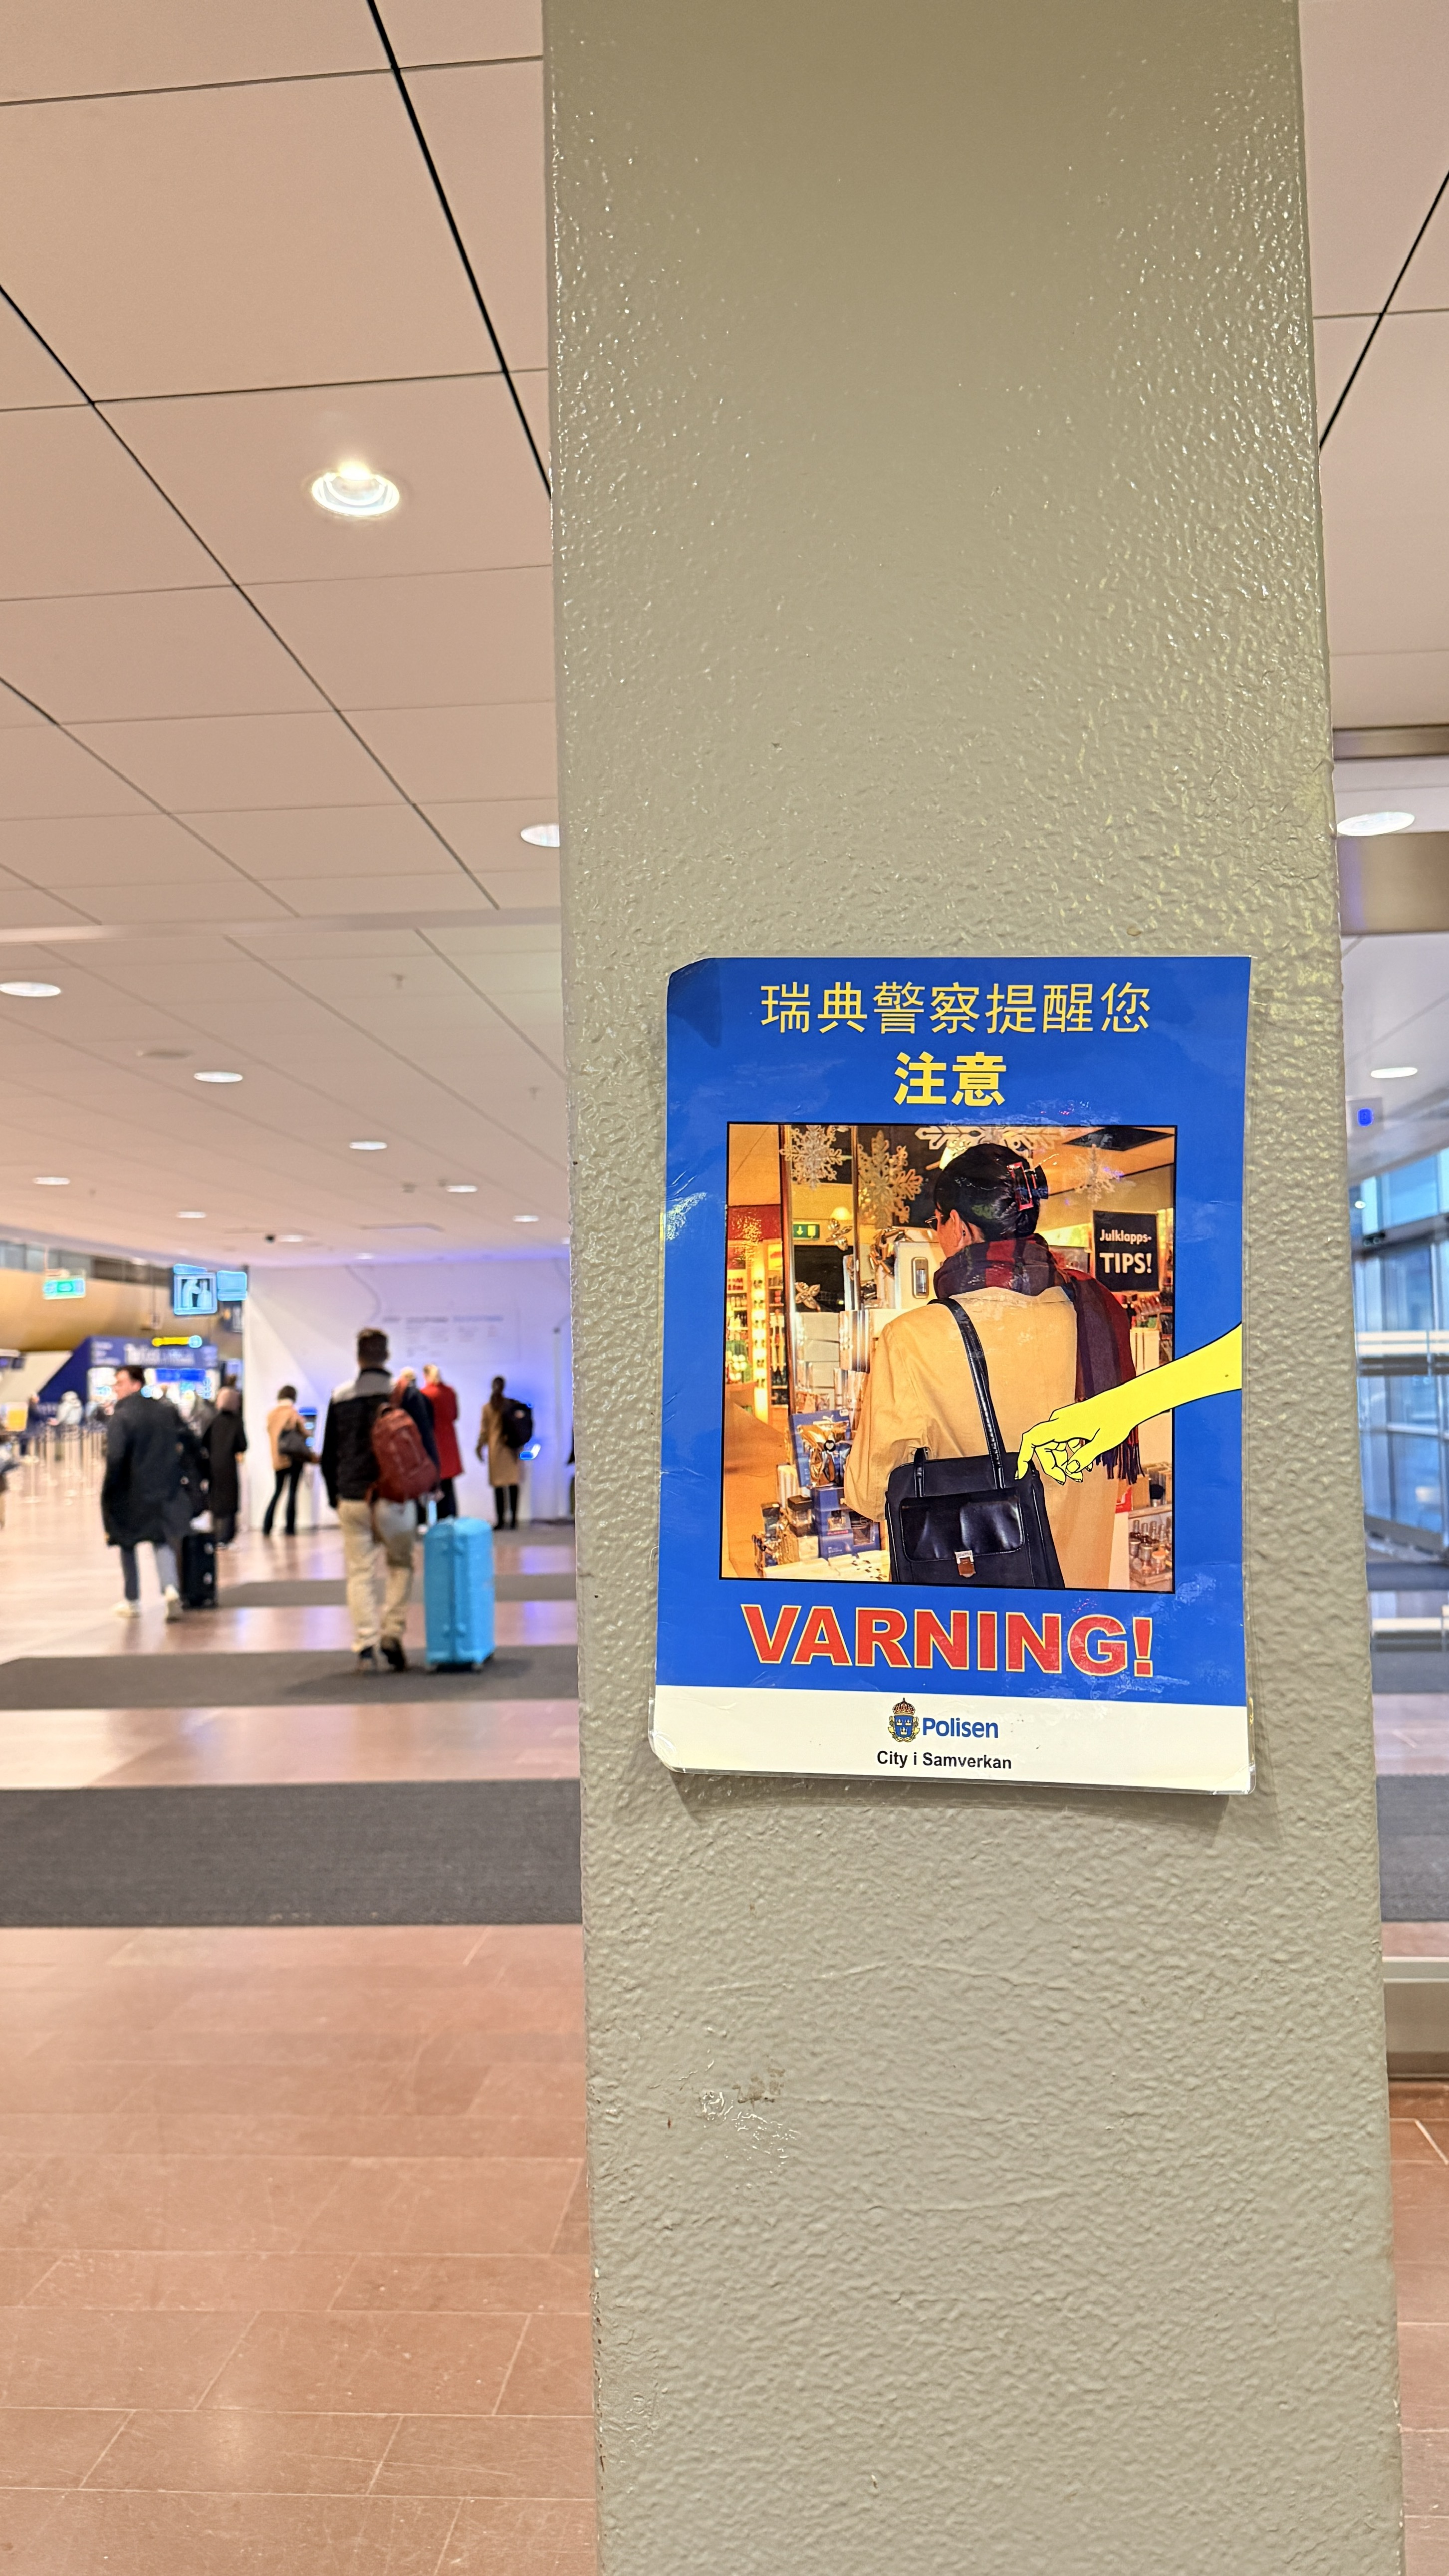 瑞典警察提醒您
注意
Julklapps-
TIPS!
VARNING!
Polisen
City i Samverkan